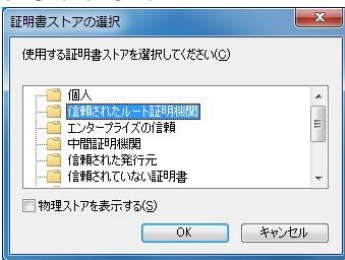 証明書ストアの選択
使用する証明書ストアを選択してください(C)
個人
信頼されたルート証明機関
エンタープライズの信頼
中間証明機関
信頼された発行元
信頼されていない証明書
物理ストアを表示する(S)
OK
キャンセル